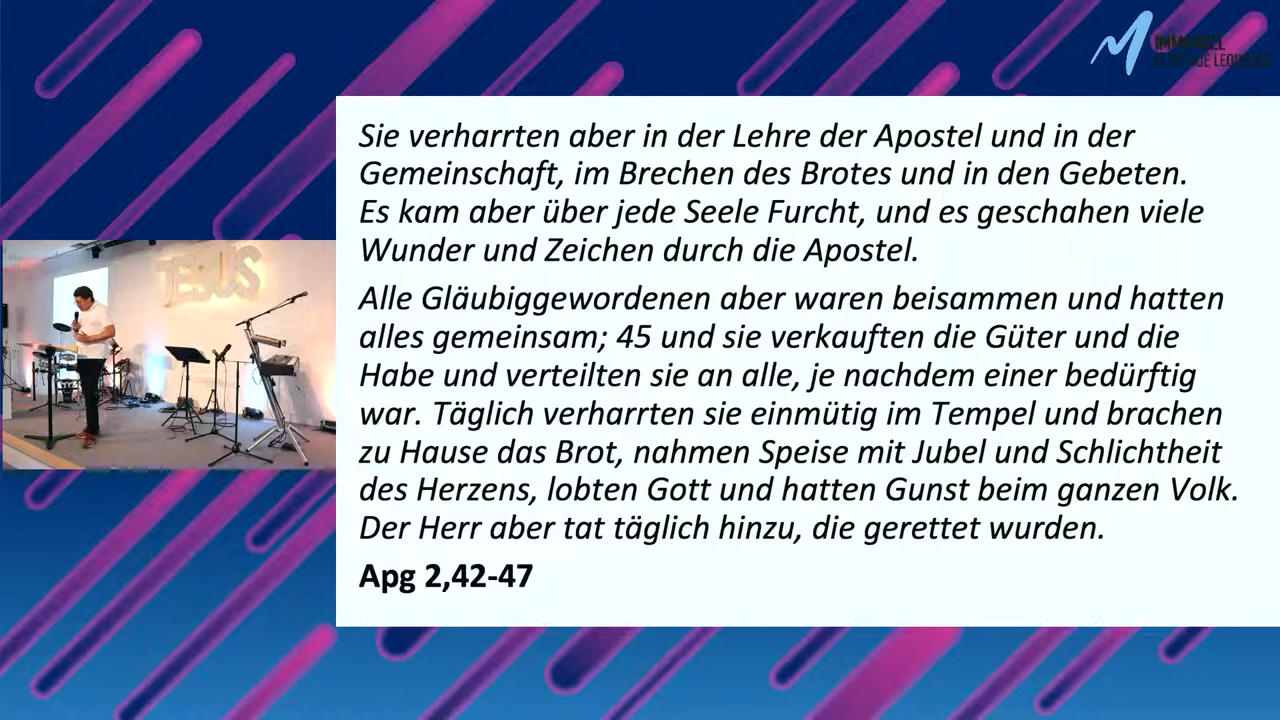 IMMANUEL
GEMEINDE LEONBERG
Sie verharrten aber in der Lehre der Apostel und in der
Gemeinschaft, im Brechen des Brotes und in den Gebeten.
Es kam aber über jede Seele Furcht, und es geschahen viele
Wunder und Zeichen durch die Apostel.
Alle Gläubiggewordenen aber waren beisammen und hatten
alles gemeinsam; 45 und sie verkauften die Güter und die
Habe und verteilten sie an alle, je nachdem einer bedürftig
war. Täglich verharrten sie einmütig im Tempel und brachen
zu Hause das Brot, nahmen Speise mit Jubel und Schlichtheit
des Herzens, lobten Gott und hatten Gunst beim ganzen Volk.
Der Herr aber tat täglich hinzu, die gerettet wurden.
Apg 2,42-47
JESUS